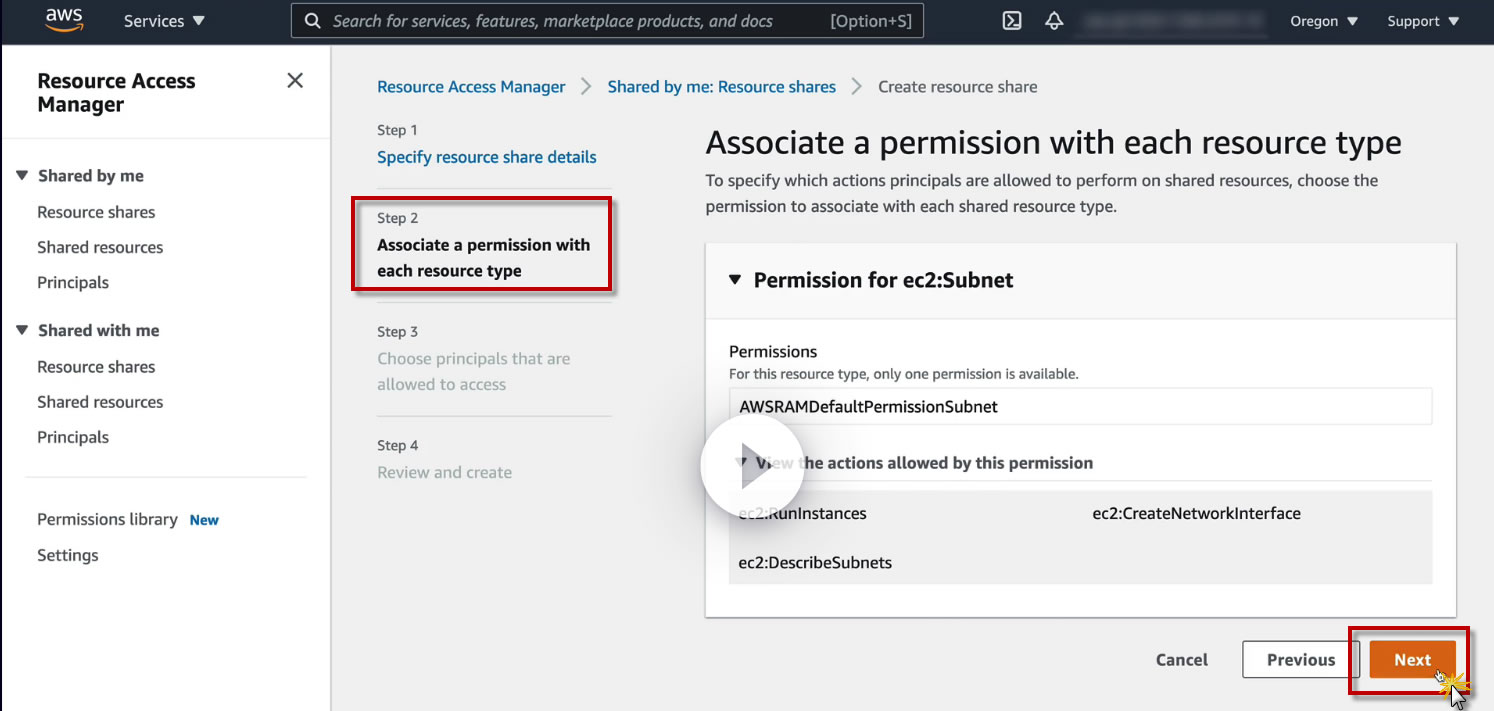 aws
Services
Search for services, features, marketplace products, and docs
[Option+S]
Oregon
Support
Resource Access
Manager
Shared by me
Resource shares
Shared resources
Principals
Shared with me
Resource shares
Shared resources
Principals
Permissions library New
Settings
Resource Access Manager
Shared by me: Resource shares
Create resource share
Step 1
Specify resource share details
Step 2
Associate a permission with
each resource type
Step 3
Choose principals that are
allowed to access
Step 4
Review and create
Associate a permission with each resource type
To specify which actions principals are allowed to perform on shared resources, choose the
permission to associate with each shared resource type.
Permission for ec2:Subnet
Permissions
For this resource type, only one permission is available.
AWSRAMDefaultPermissionSubnet
View the actions allowed by this permission
ec2:RunInstances
ec2:CreateNetworkInterface
ec2:DescribeSubnets
Cancel
Previous
Next